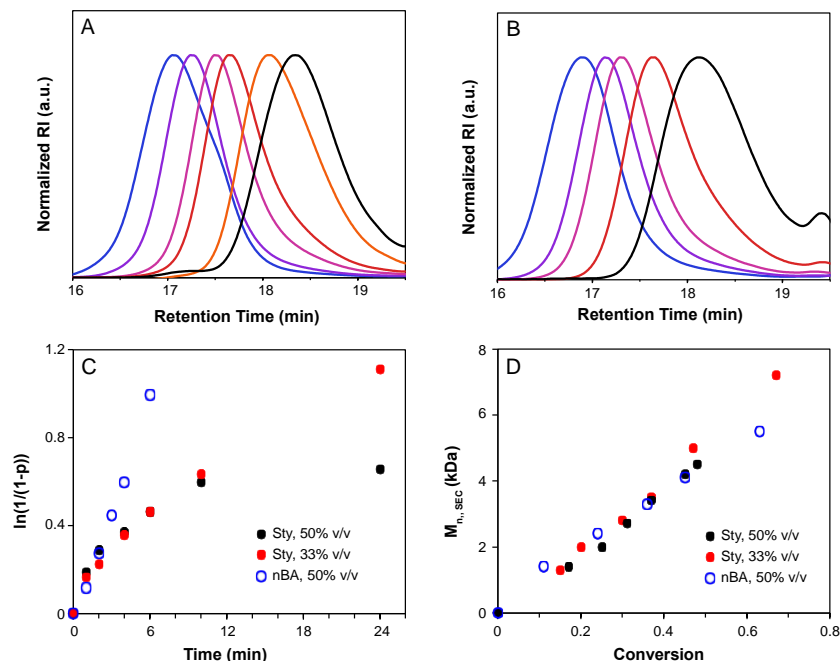 A
Normalized RI (a.u.)
16 17 18 19
Retention Time (min)
B
Normalized RI (a.u.)
16 17 18 19
Retention Time (min)
C
ln(1/(1-p))
1.2
0.8
0.4
0
Sty, 50% v/v
Sty, 33% v/v
nBA, 50% v/v
0 6 12 18 24
Time (min)
D
Mn,, SEC (kDa)
8
6
4
2
0
Sty, 50% v/v
Sty, 33% v/v
nBA, 50% v/v
0 0.2 0.4 0.6 0.8
Conversion